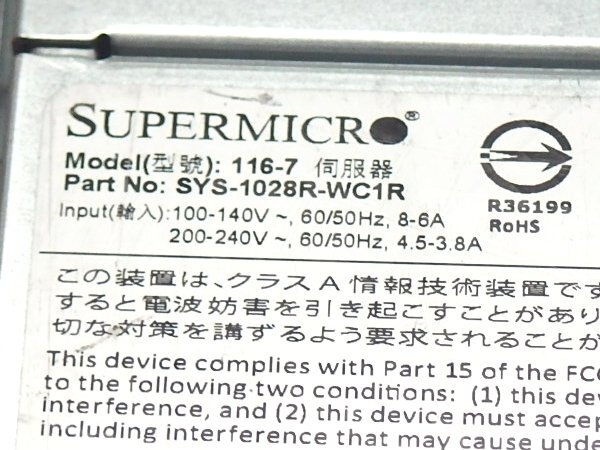 SUPERMICRO®
Model(型號): 116-7 伺服器
Part No: SYS-1028R-WC1R
Input(輸入):100-140V ~, 60/50Hz, 8-6A
200-240V ~, 60/50Hz, 4.5-3.8A
R36199
RoHS
この装置は、クラスA情報技術装置です
すると電波妨害を引き起こすことがあり
切な対策を講ずるよう要求されることが
This device complies with Part 15 of the FCC
to the following two conditions: (1) this dev
interference, and (2) this device must accep
including interference that may cause unde